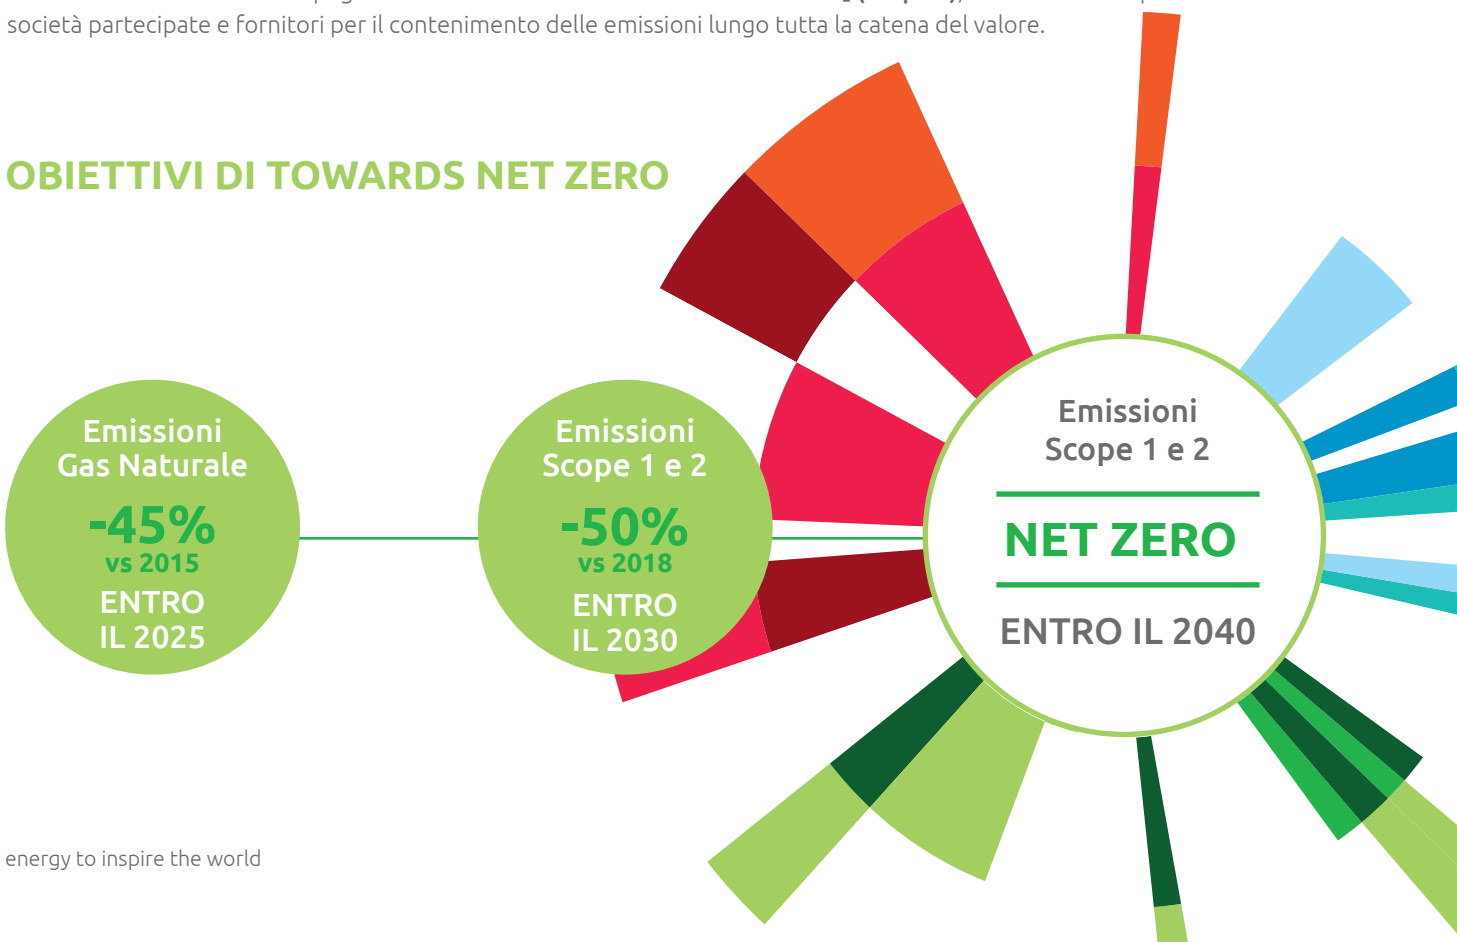 società partecipate e fornitori per il contenimento delle emissioni lungo tutta la catena del valore.
OBIETTIVI DI TOWARDS NET ZERO
Emissioni
Gas Naturale
-45%
vs 2015
ENTRO
IL 2025
Emissioni
Scope 1 e 2
-50%
vs 2018
ENTRO
IL 2030
Emissioni
Scope 1 e 2
NET ZERO
ENTRO IL 2040
energy to inspire the world